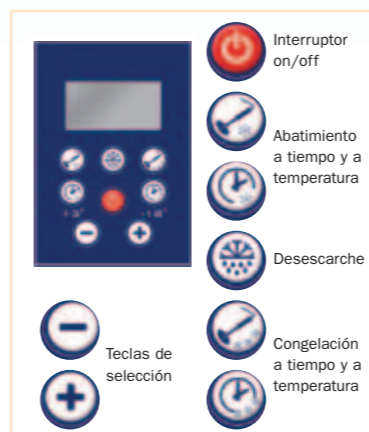 Interruptor
on/off
Abatimiento
a tiempo y a
temperatura
+3°
-18°
Desescarche
Teclas de
selección
Congelación
a tiempo y a
temperatura